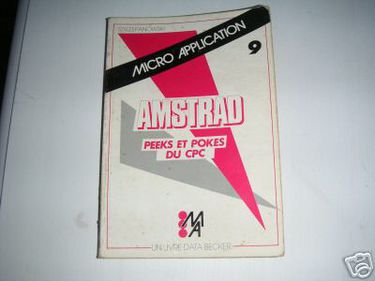 SZCZEPANOWSKI
MICRO APPLICATION
9
AMSTRAD
PEEKS ET POKES
DU CPC
MA
UN LIVRE DATA BECKER